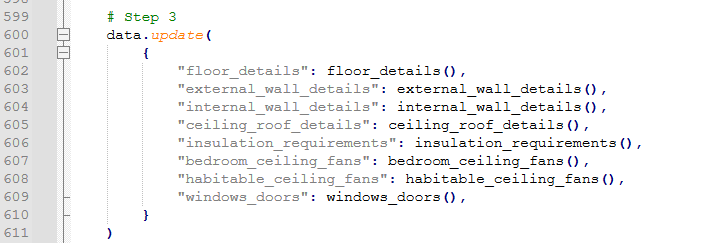 599 # Step 3
600 data.update(
601 {
602 "floor_details": floor_details(),
603 "external_wall_details": external_wall_details(),
604 "internal_wall_details": internal_wall_details(),
605 "ceiling_roof_details": ceiling_roof_details(),
606 "insulation_requirements": insulation_requirements(),
607 "bedroom_ceiling_fans": bedroom_ceiling_fans(),
608 "habitable_ceiling_fans": habitable_ceiling_fans(),
609 "windows_doors": windows_doors(),
610 }
611 )